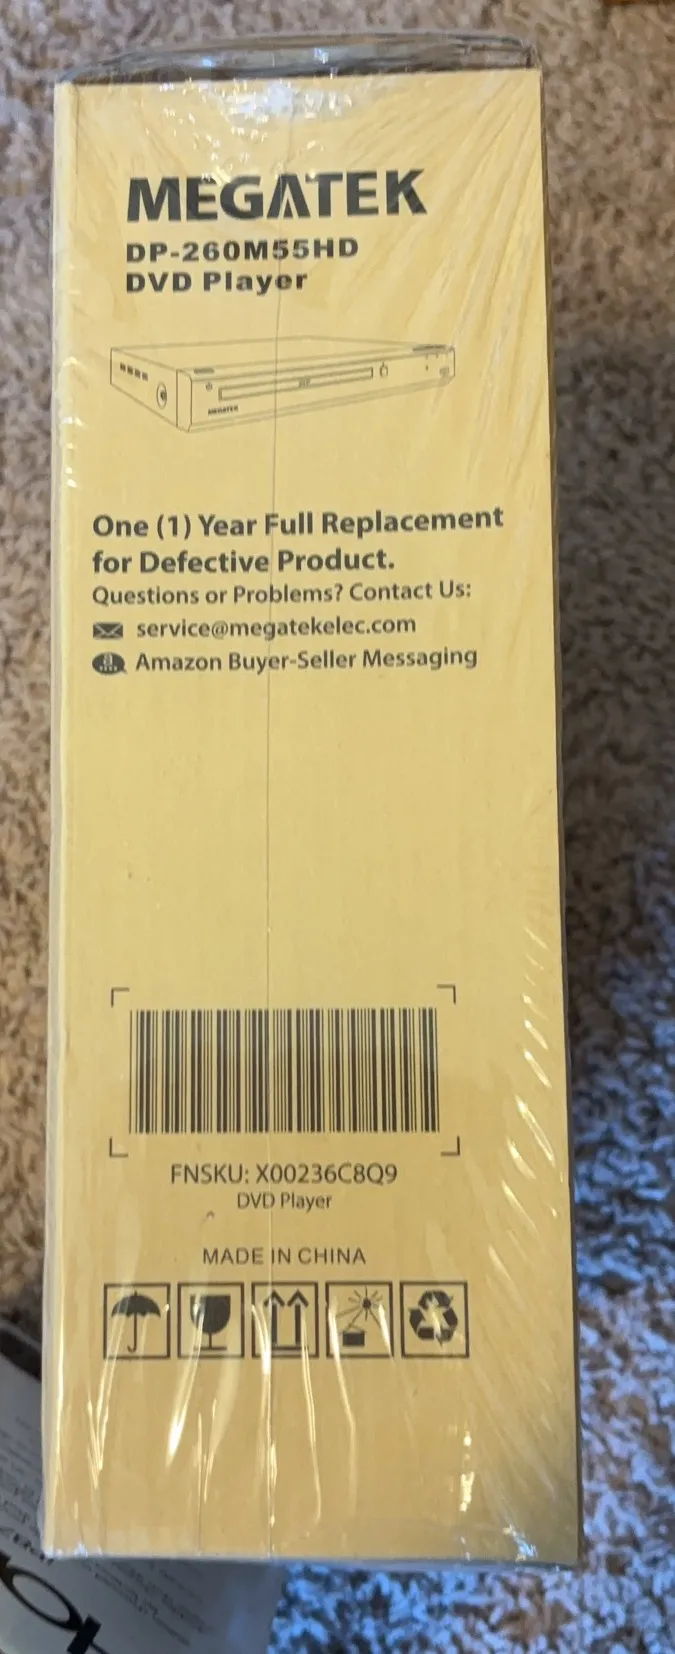 MEGATEK
DP-260M55HD
DVD Player
MEGATEK
One (1) Year Full Replacement
for Defective Product.
Questions or Problems? Contact Us:
service@megatekelec.com
Amazon Buyer-Seller Messaging
FNSKU: X00236C8Q9
DVD Player
MADE IN CHINA